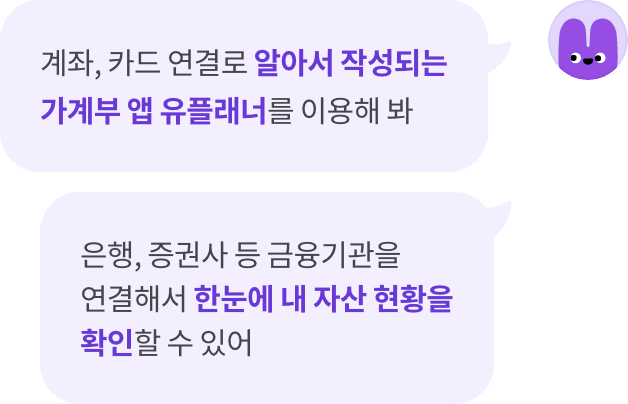 계좌, 카드 연결로 알아서 작성되는
가계부 앱 유플래너를 이용해 봐
은행, 증권사 등 금융기관을
연결해서 한눈에 내 자산 현황을
확인할 수 있어